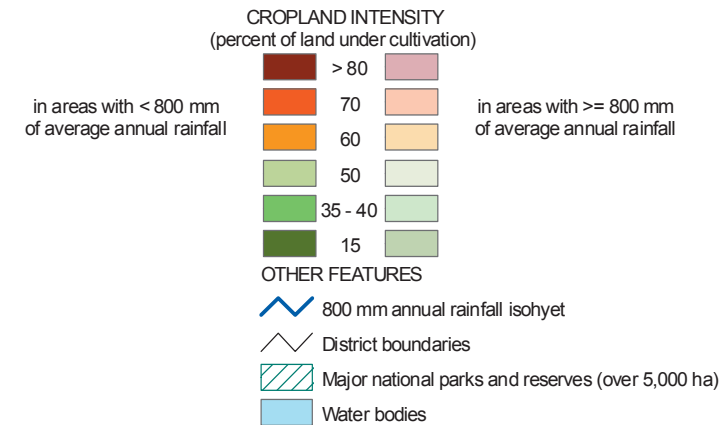 CROPLAND INTENSITY
(percent of land under cultivation)
in areas with < 800 mm
of average annual rainfall
in areas with >= 800 mm
of average annual rainfall
> 80
70
60
50
35 - 40
15
OTHER FEATURES
800 mm annual rainfall isohyet
District boundaries
Major national parks and reserves (over 5,000 ha)
Water bodies